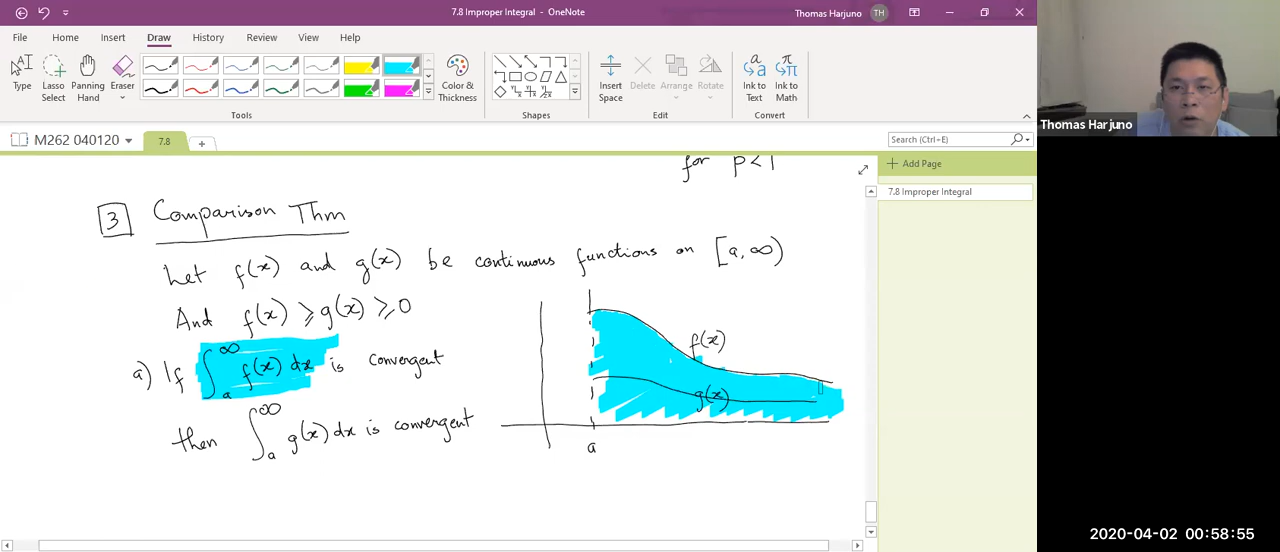 7.8 Improper Integral - OneNote
Thomas Harjuno TH
File Home Insert Draw History Review View Help
Type Lasso Select Panning Hand Eraser
Color & Thickness
Insert Space Delete Arrange Rotate
Ink to Text Ink to Math
Tools Shapes Edit Convert
M262 040120 7.8
Search (Ctrl+E)
Add Page
7.8 Improper Integral
Thomas Harjuno
for p < 1
3 Comparison Thm
Let f(x) and g(x) be continuous functions on [a, ∞)
And f(x) ⩾ g(x) ⩾ 0
a) If ∫_a^∞ f(x) dx is convergent
then ∫_a^∞ g(x) dx is convergent
f(x)
g(x)
a
2020-04-02 00:58:55